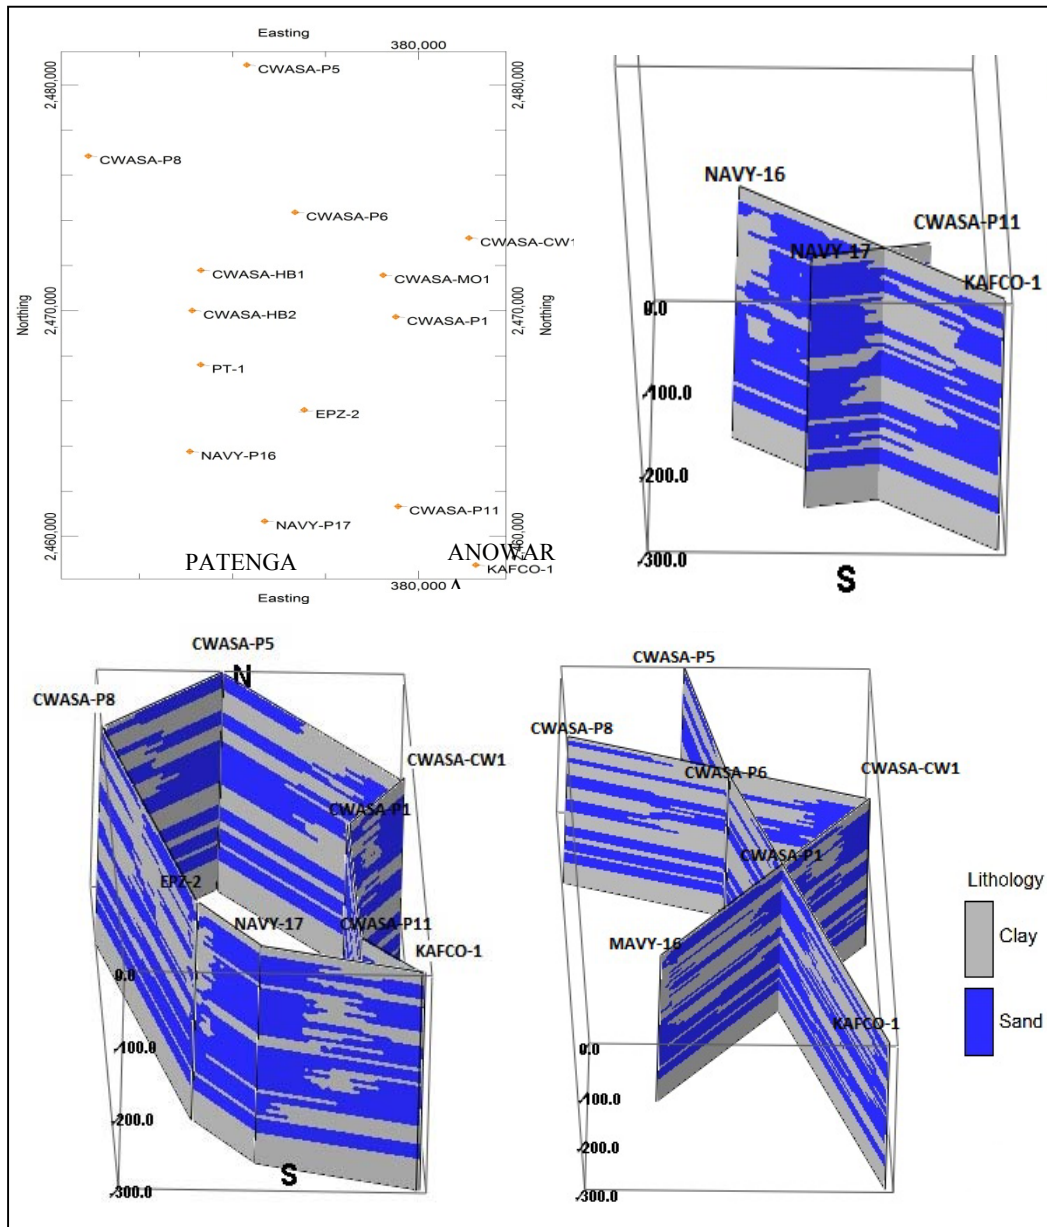 Easting
380,000
CWASA-P5
2,480,000
2,480,000
CWASA-P8
CWASA-P6
CWASA-CW1
CWASA-HB1
CWASA-MO1
Northing
CWASA-HB2
2,470,000
2,470,000
Northing
CWASA-P1
PT-1
EPZ-2
NAVY-P16
CWASA-P11
NAVY-P17
2,460,000
2,460,000
PATENGA
ANOWAR
A
KAFCO-1
380,000
Easting
NAVY-16
CWASA-P11
NAVY-17
KAFCO-1
0.0
-100.0
-200.0
-300.0
S
CWASA-P5
N
CWASA-P8
CWASA-CW1
CWASA-P1
EPZ-2
NAVY-17
CWASA-P11
KAFCO-1
0.0
-100.0
-200.0
S
-300.0
CWASA-P5
CWASA-P8
CWASA-P6
CWASA-CW1
CWASA-P1
MAVY-16
KAFCO-1
0.0
-100.0
-200.0
-300.0
Lithology
Clay
Sand